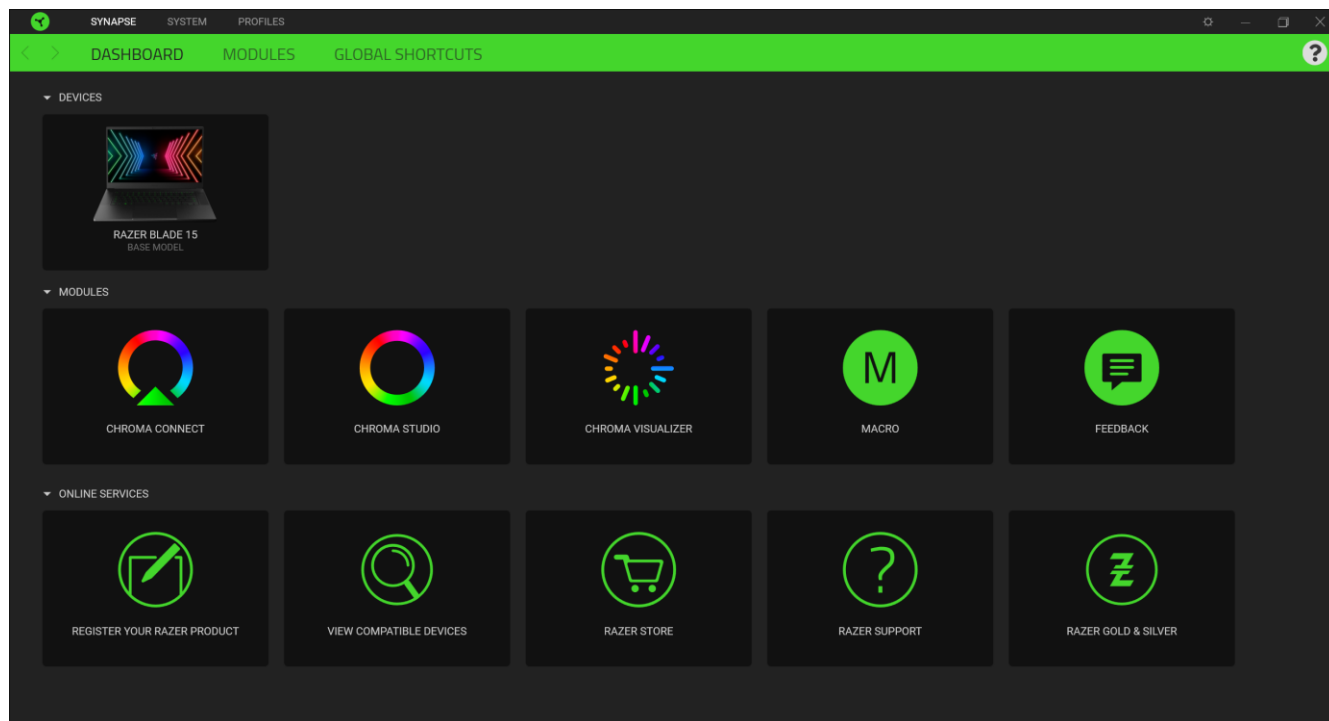 SYNAPSE SYSTEM PROFILES
DASHBOARD MODULES GLOBAL SHORTCUTS ?
DEVICES
RAZER BLADE 15
BASE MODEL
MODULES
M
CHROMA CONNECT CHROMA STUDIO CHROMA VISUALIZER MACRO FEEDBACK
ONLINE SERVICES
?
REGISTER YOUR RAZER PRODUCT VIEW COMPATIBLE DEVICES RAZER STORE RAZER SUPPORT RAZER GOLD & SILVER